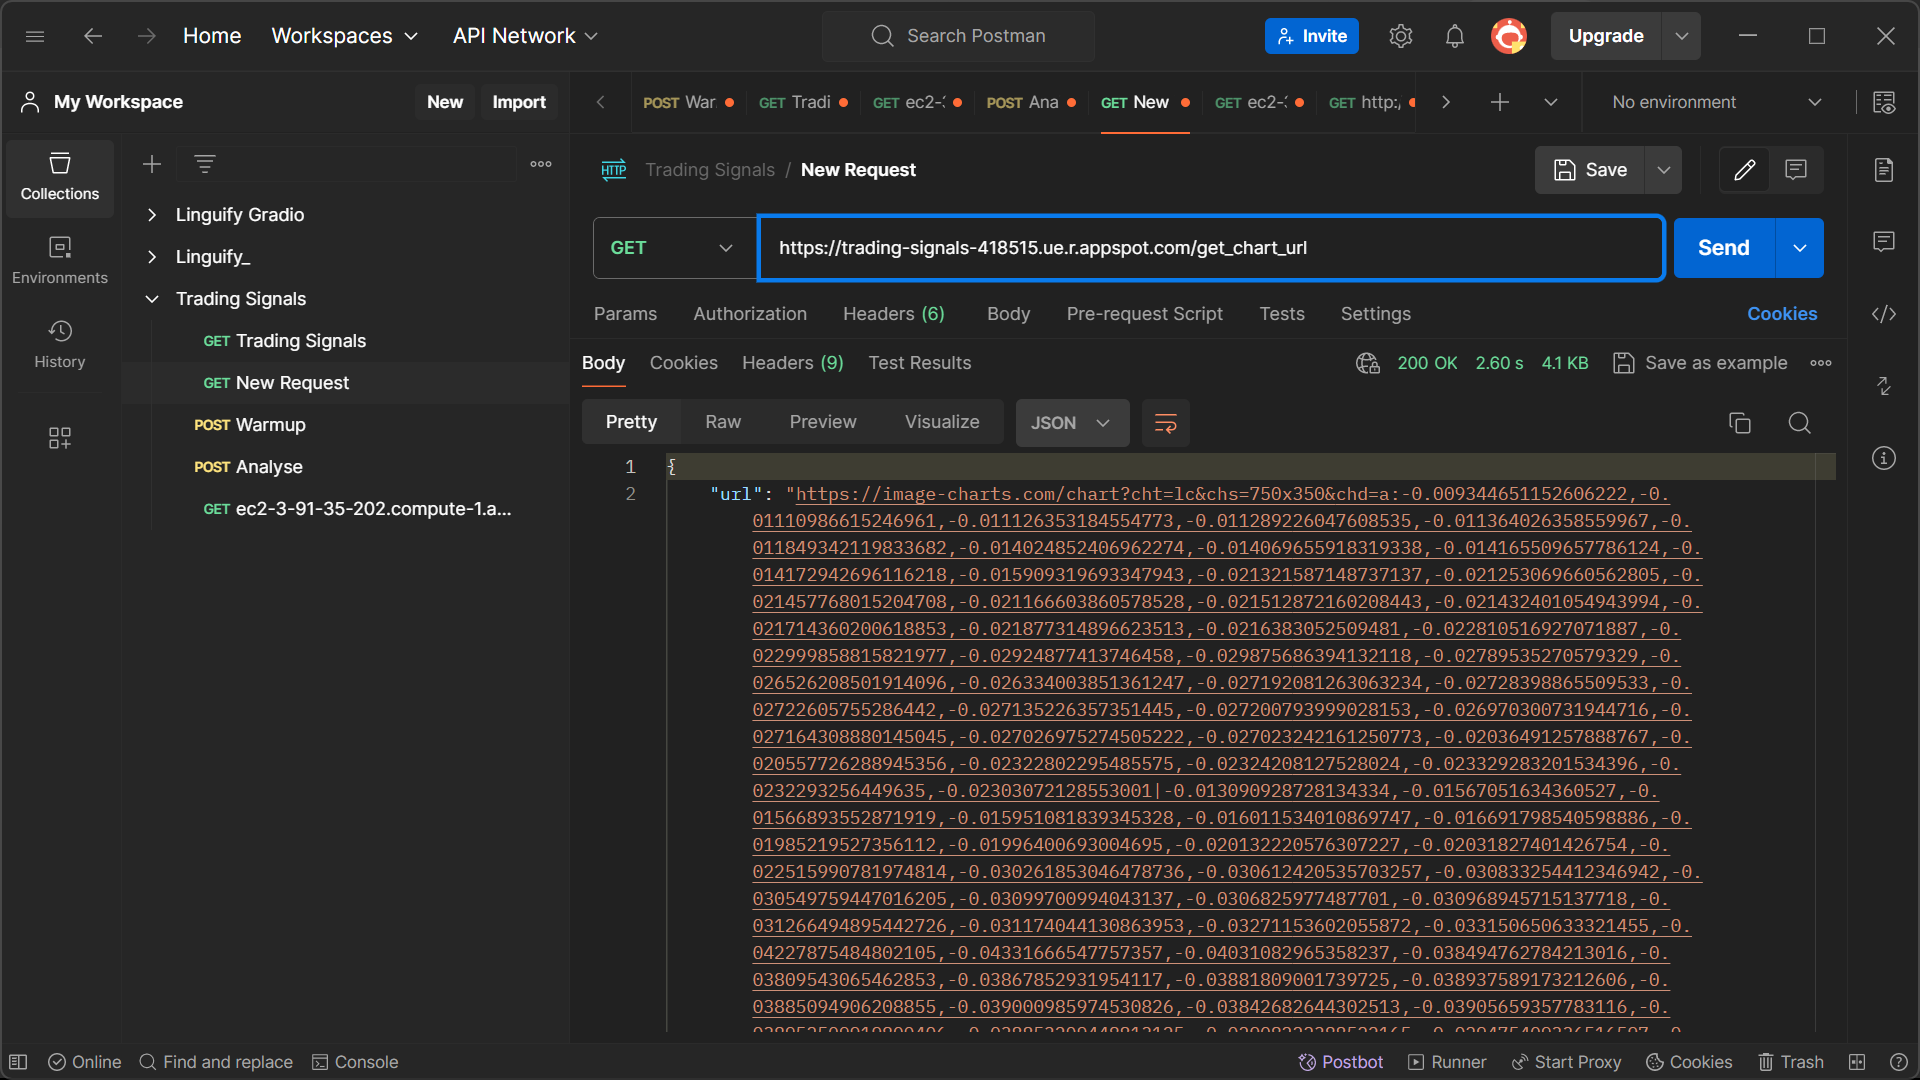 Home Workspaces API Network Search Postman Invite Upgrade
My Workspace New Import POST War GET Tradi GET ec2-: POST Ana GET New GET ec2-: GET http:/ No environment
Collections
Environments
History
Linguify Gradio
Linguify_
Trading Signals
GET Trading Signals
GET New Request
POST Warmup
POST Analyse
GET ec2-3-91-35-202.compute-1.a...
HTTP Trading Signals / New Request Save
GET https://trading-signals-418515.ue.r.appspot.com/get_chart_url Send
Params Authorization Headers (6) Body Pre-request Script Tests Settings Cookies
Body Cookies Headers (9) Test Results 200 OK 2.60 s 4.1 KB Save as example
Pretty Raw Preview Visualize JSON
1 {
2 "url": "https://image-charts.com/chart?cht=lc&chs=750x350&chd=a:-0.009344651152606222,-0.
01110986615246961,-0.011126353184554773,-0.011289226047608535,-0.011364026358559967,-0.
011849342119833682,-0.014024852406962274,-0.014069655918319338,-0.014165509657786124,-0.
014172942696116218,-0.015909319693347943,-0.021321587148737137,-0.021253069660562805,-0.
021457768015204708,-0.021166603860578528,-0.021512872160208443,-0.021432401054943994,-0.
021714360200618853,-0.021877314896623513,-0.0216383052509481,-0.022810516927071887,-0.
022999858815821977,-0.02924877413746458,-0.029875686394132118,-0.02789535270579329,-0.
026526208501914096,-0.026334003851361247,-0.027192081263063234,-0.02728398865509533,-0.
02722605755286442,-0.027135226357351445,-0.027200793999028153,-0.026970300731944716,-0.
027164308880145045,-0.027026975274505222,-0.027023242161250773,-0.02036491257888767,-0.
020557726288945356,-0.02322802295485575,-0.02324208127528024,-0.023329283201534396,-0.
0232293256449635,-0.02303072128553001|-0.013090928728134334,-0.01567051634360527,-0.
01566893552871919,-0.015951081839345328,-0.016011534010869747,-0.016691798540598886,-0.
01985219527356112,-0.01996400693004695,-0.020132220576307227,-0.02031827401426754,-0.
022515990781974814,-0.030261853046478736,-0.030612420535703257,-0.030833254412346942,-0.
030549759447016205,-0.03099700994043137,-0.0306825977487701,-0.030968945715137718,-0.
031266494895442726,-0.031174044130863953,-0.03271153602055872,-0.033150650633321455,-0.
04227875484802105,-0.04331666547757357,-0.04031082965358237,-0.038494762784213016,-0.
03809543065462853,-0.03867852931954117,-0.03881809001739725,-0.038937589173212606,-0.
03885094906208855,-0.039000985974530826,-0.03842682644302513,-0.03905659357783116,-0.
Online Find and replace Console Postbot Runner Start Proxy Cookies Trash